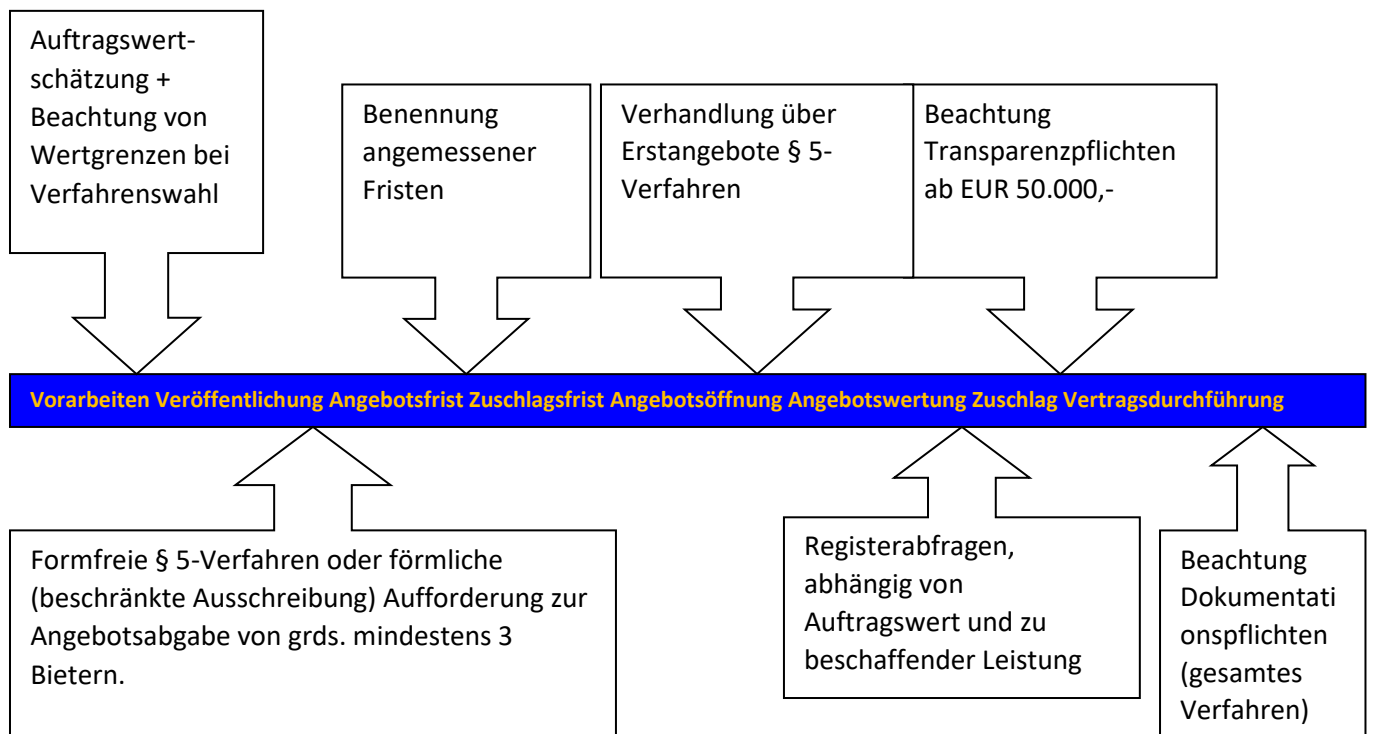 Auftragswert-
schätzung +
Beachtung von
Wertgrenzen bei
Verfahrenswahl
Benennung
angemessener
Fristen
Verhandlung über
Erstangebote § 5-
Verfahren
Beachtung
Transparenzpflichten
ab EUR 50.000,-
Vorarbeiten Veröffentlichung Angebotsfrist Zuschlagsfrist Angebotsöffnung Angebotswertung Zuschlag Vertragsdurchführung
Formfreie § 5-Verfahren oder förmliche
(beschränkte Ausschreibung) Aufforderung zur
Angebotsabgabe von grds. mindestens 3
Bietern.
Registerabfragen,
abhängig von
Auftragswert und zu
beschaffender Leistung
Beachtung
Dokumentati
onspflichten
(gesamtes
Verfahren)